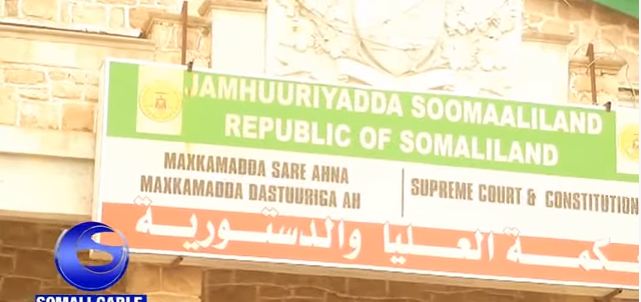 JAMHUURIYADDA SOOMAALILAND
REPUBLIC OF SOMALILAND
MAXKAMADDA SARE AHNA
MAXKAMADDA DASTUURIGA AH
SUPREME COURT & CONSTITUTION
كمة العليا والدستورية
SOMALI CABLE